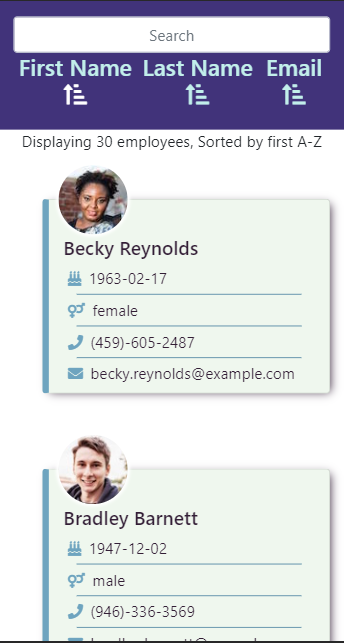 Search
First Name Last Name Email
Displaying 30 employees, Sorted by first A-Z
Becky Reynolds
1963-02-17
female
(459)-605-2487
becky.reynolds@example.com
Bradley Barnett
1947-12-02
male
(946)-336-3569